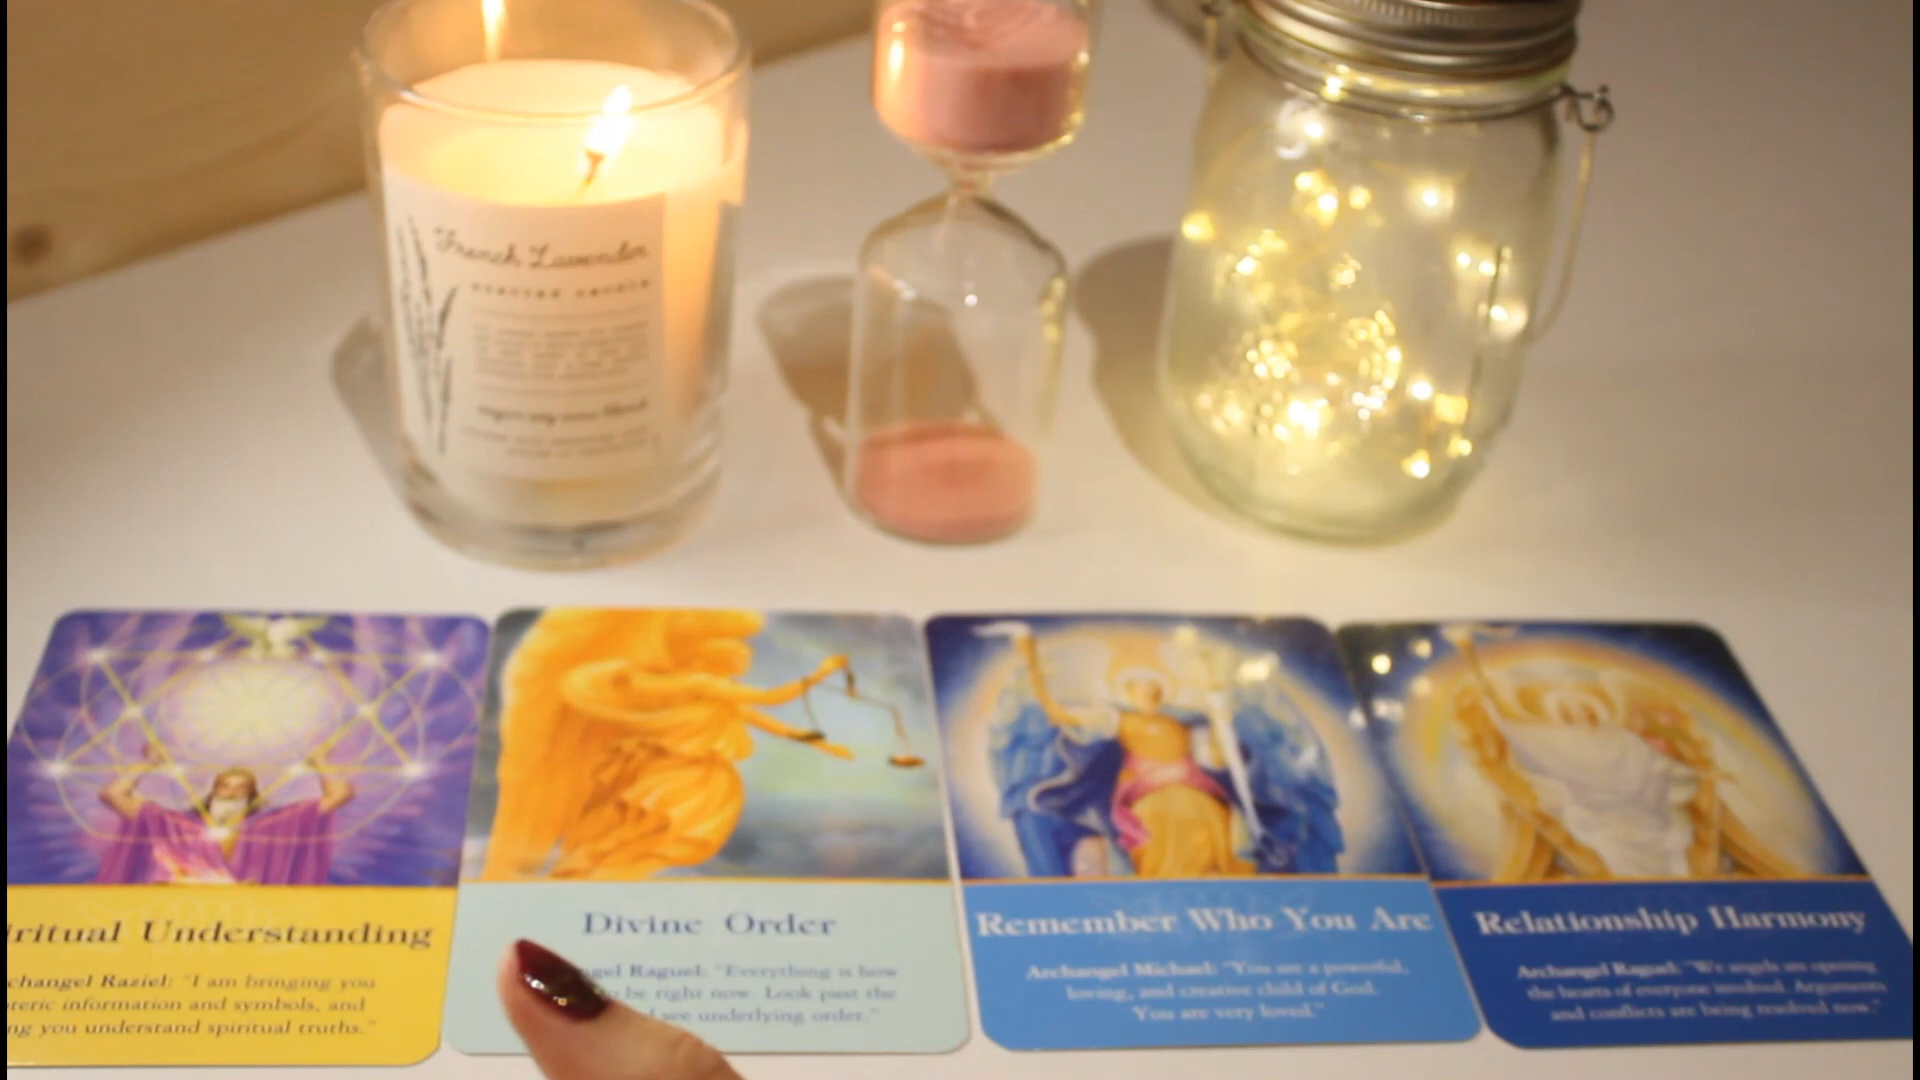 French Lavender
scented candle
ritual Understanding
changel Raziel: "I am bringing you
teric information and symbols, and
ng you understand spiritual truths."
Divine Order
gel Raguel: "Everything is how
o be right now. Look past the
d see underlying order."
Remember Who You Are
Archangel Michael: "You are a powerful,
loving, and creative child of God.
You are very loved."
Relationship Harmony
Archangel Raguel: "We angels are opening
the hearts of everyone involved. Arguments
and conflicts are being resolved now."